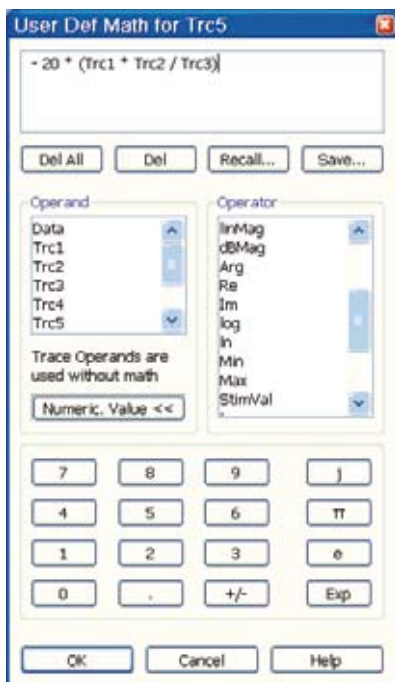 User Def Math for Trc5
- 20 * (Trc1 * Trc2 / Trc3)
Del All Del Recall... Save...
Operand
Data
Trc1
Trc2
Trc3
Trc4
Trc5
Trace Operands are
used without math
Numeric. Value <<
Operator
linMag
dBMag
Arg
Re
Im
log
ln
Min
Max
StimVal
7 8 9 j
4 5 6 π
1 2 3 e
0 . +/- Exp
OK Cancel Help